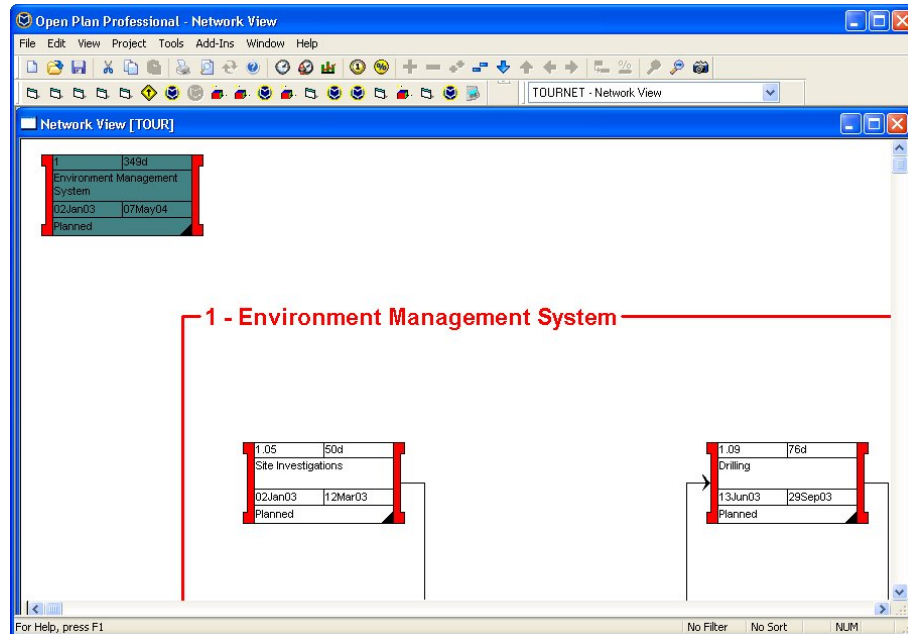 Open Plan Professional - Network View
File Edit View Project Tools Add-Ins Window Help
TOURNET - Network View
Network View [TOUR]
1 349d
Environment Management
System
02Jan03 07May04
Planned
1 - Environment Management System
1.05 50d
Site Investigations
02Jan03 12Mar03
Planned
1.09 76d
Drilling
13Jun03 29Sep03
Planned
For Help, press F1 No Filter No Sort NUM